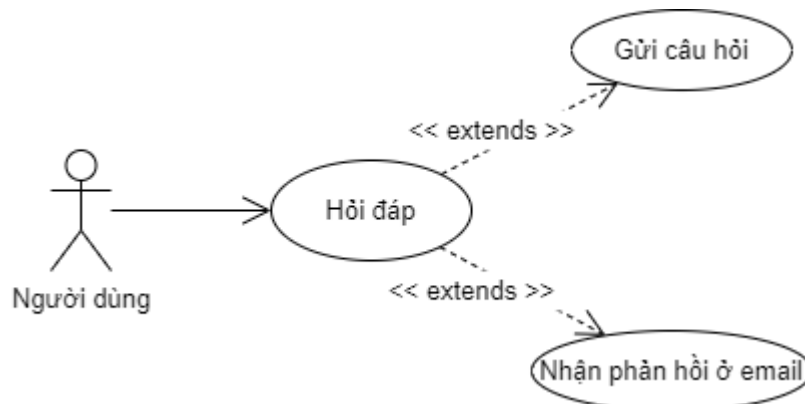 Gửi câu hỏi
<< extends >>
Hỏi đáp
Người dùng
<< extends >>
Nhận phản hồi ở email